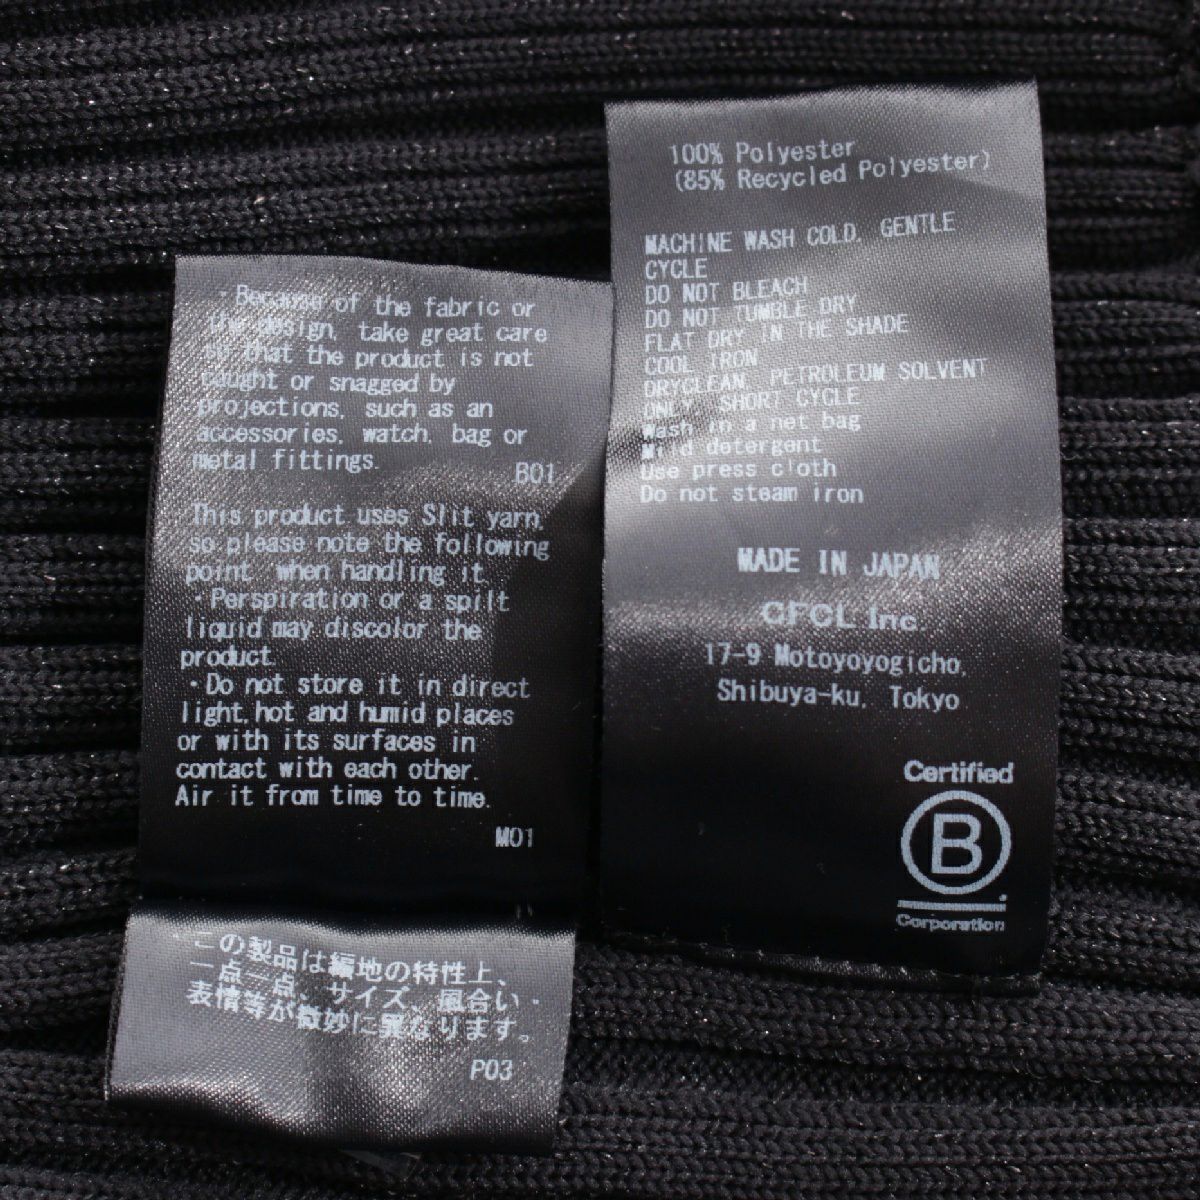 ・Because of the fabric or
the design, take great care
so that the product is not
caught or snagged by
projections, such as an
accessories, watch, bag or
metal fittings.
B01
This product uses Slit yarn,
so please note the following
point, when handling it.
・Perspiration or a spilt
liquid may discolor the
product.
・Do not store it in direct
light, hot and humid places
or with its surfaces in
contact with each other.
Air it from time to time.
M01
・この製品は編地の特性上、
一点一点、サイズ、風合い・
表情等が微妙に異なります。
P03
100% Polyester
(85% Recycled Polyester)
MACHINE WASH COLD, GENTLE
CYCLE
DO NOT BLEACH
DO NOT TUMBLE DRY
FLAT DRY IN THE SHADE
COOL IRON
DRYCLEAN, PETROLEUM SOLVENT
ONLY, SHORT CYCLE
Wash in a net bag
Mild detergent
Use press cloth
Do not steam iron
MADE IN JAPAN
CFCL Inc.
17-9 Motoyoyogicho,
Shibuya-ku, Tokyo
Certified
B
Corporation